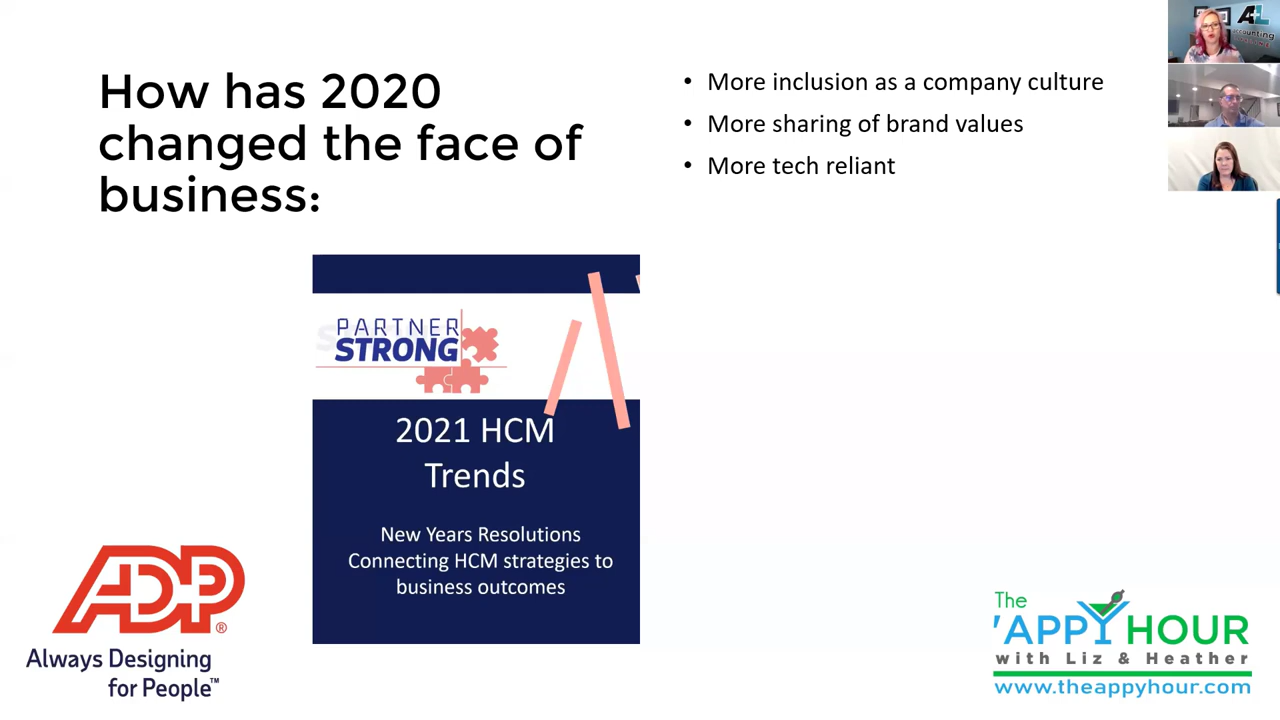 How has 2020
changed the face of
business:
• More inclusion as a company culture
• More sharing of brand values
• More tech reliant
A+L
accounting
PARTNER
STRONG
2021 HCM
Trends
New Years Resolutions
Connecting HCM strategies to
business outcomes
ADP®
Always Designing
for People™
The
'APPY HOUR
with Liz & Heather
www.theappyhour.com